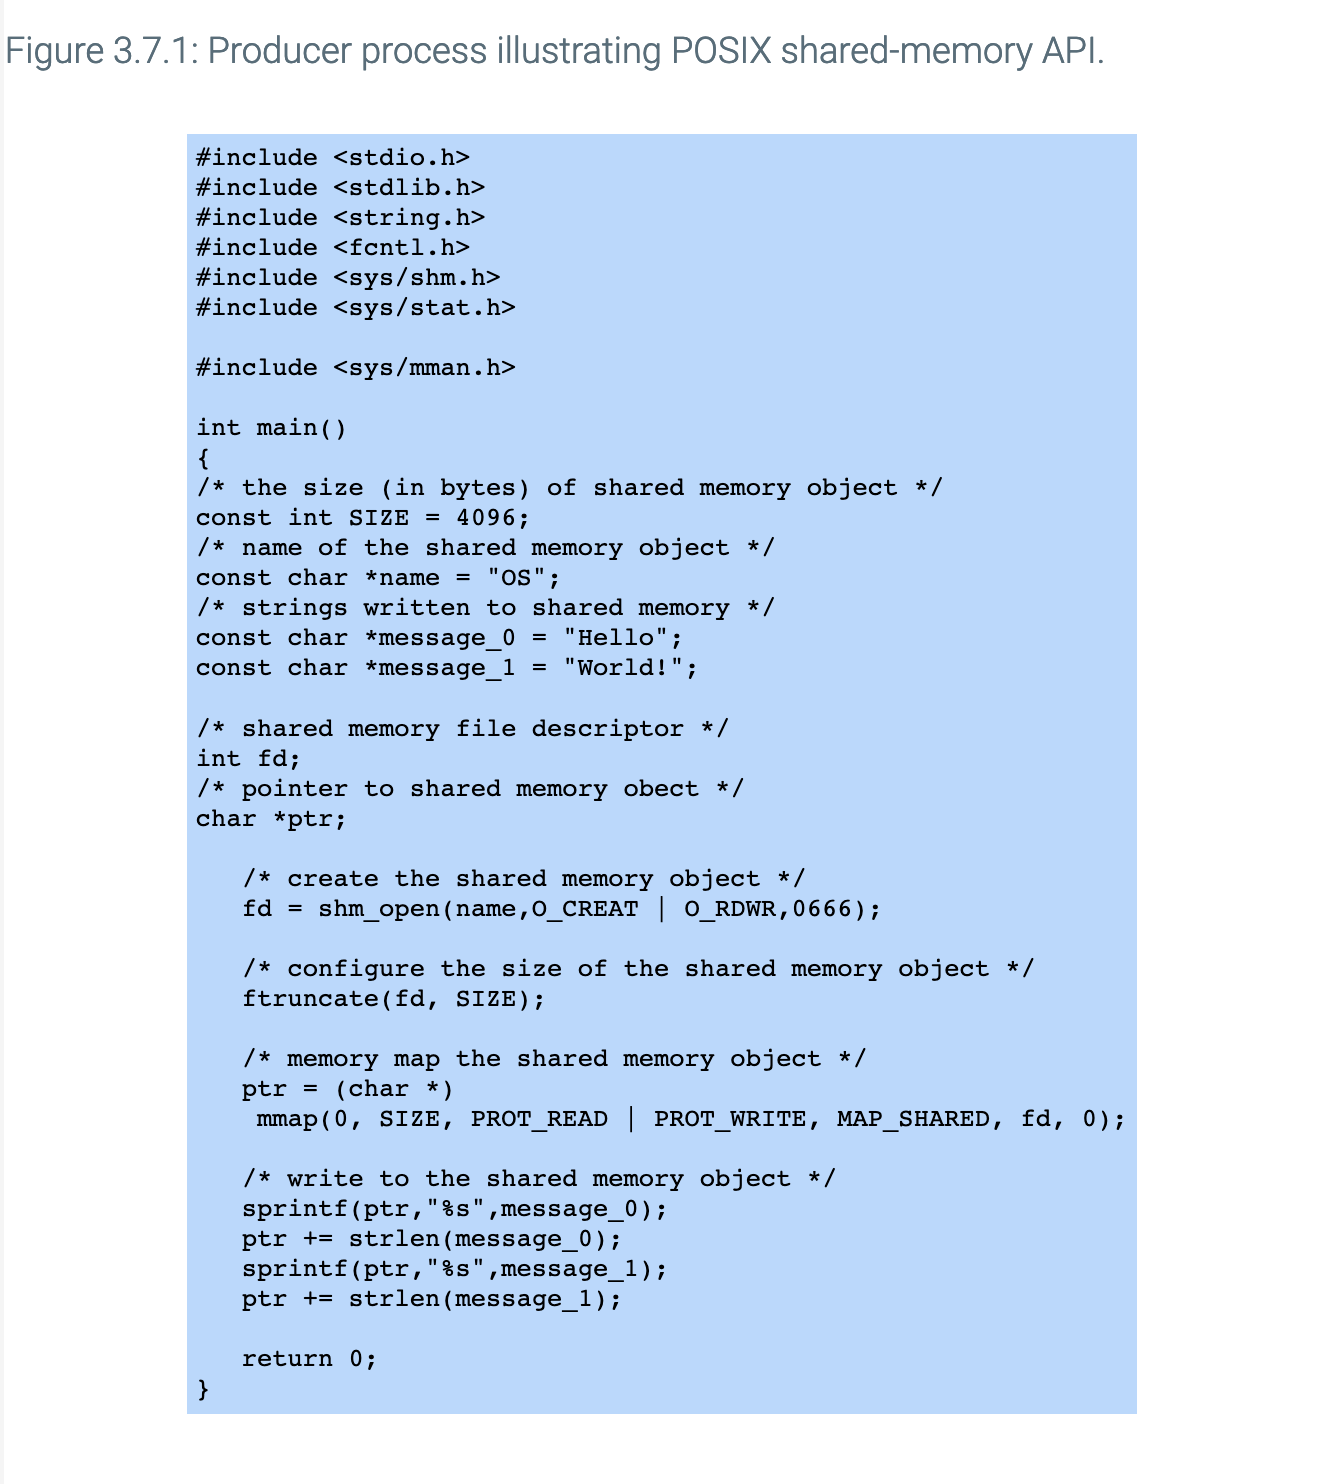 Figure 3.7.1: Producer process illustrating POSIX shared-memory API.
#include <stdio.h>
#include <stdlib.h>
#include <string.h>
#include <fcntl.h>
#include <sys/shm.h>
#include <sys/stat.h>
#include <sys/mman.h>
int main()
{
/* the size (in bytes) of shared memory object */
const int SIZE = 4096;
/* name of the shared memory object */
const char *name = "OS";
/* strings written to shared memory */
const char *message_0 = "Hello";
const char *message_1 = "World!";
/* shared memory file descriptor */
int fd;
/* pointer to shared memory obect */
char *ptr;
/* create the shared memory object */
fd = shm_open(name,O_CREAT | O_RDWR,0666);
/* configure the size of the shared memory object */
ftruncate(fd, SIZE);
/* memory map the shared memory object */
ptr = (char *)
mmap(0, SIZE, PROT_READ | PROT_WRITE, MAP_SHARED, fd, 0);
/* write to the shared memory object */
sprintf(ptr,"%s",message_0);
ptr += strlen(message_0);
sprintf(ptr,"%s",message_1);
ptr += strlen(message_1);
return 0;
}